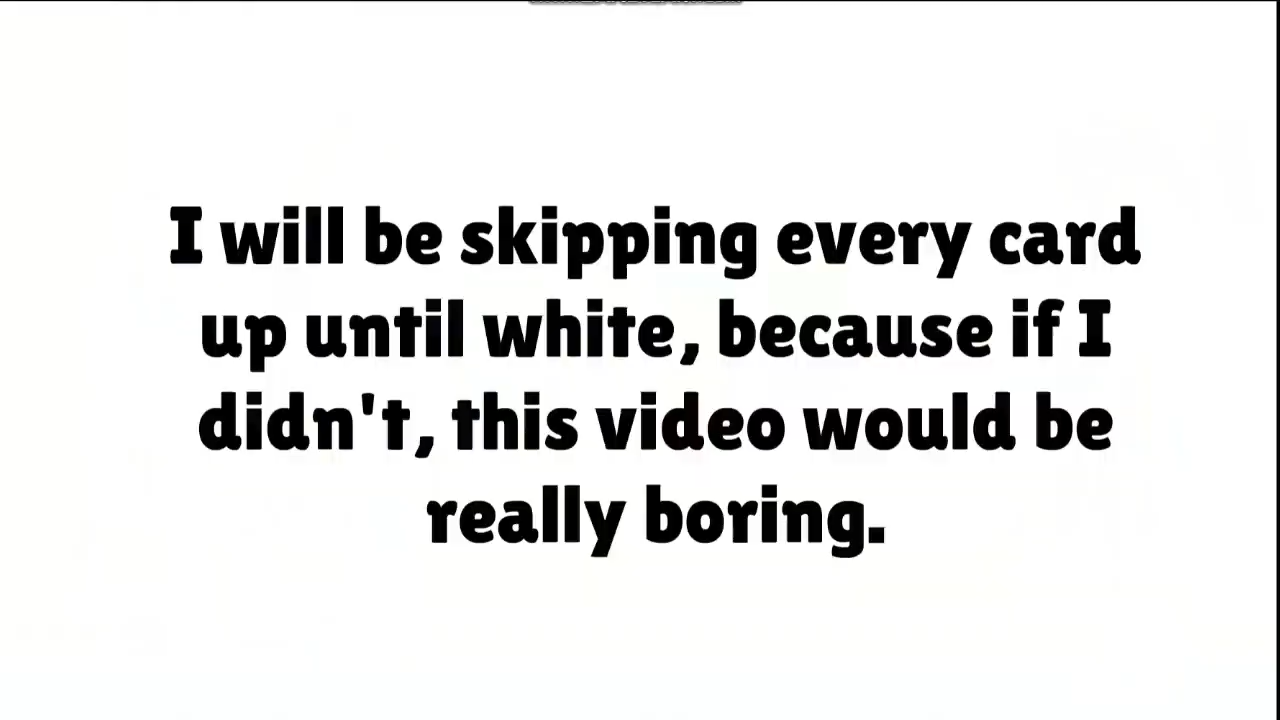 I will be skipping every card
up until white, because if I
didn't, this video would be
really boring.